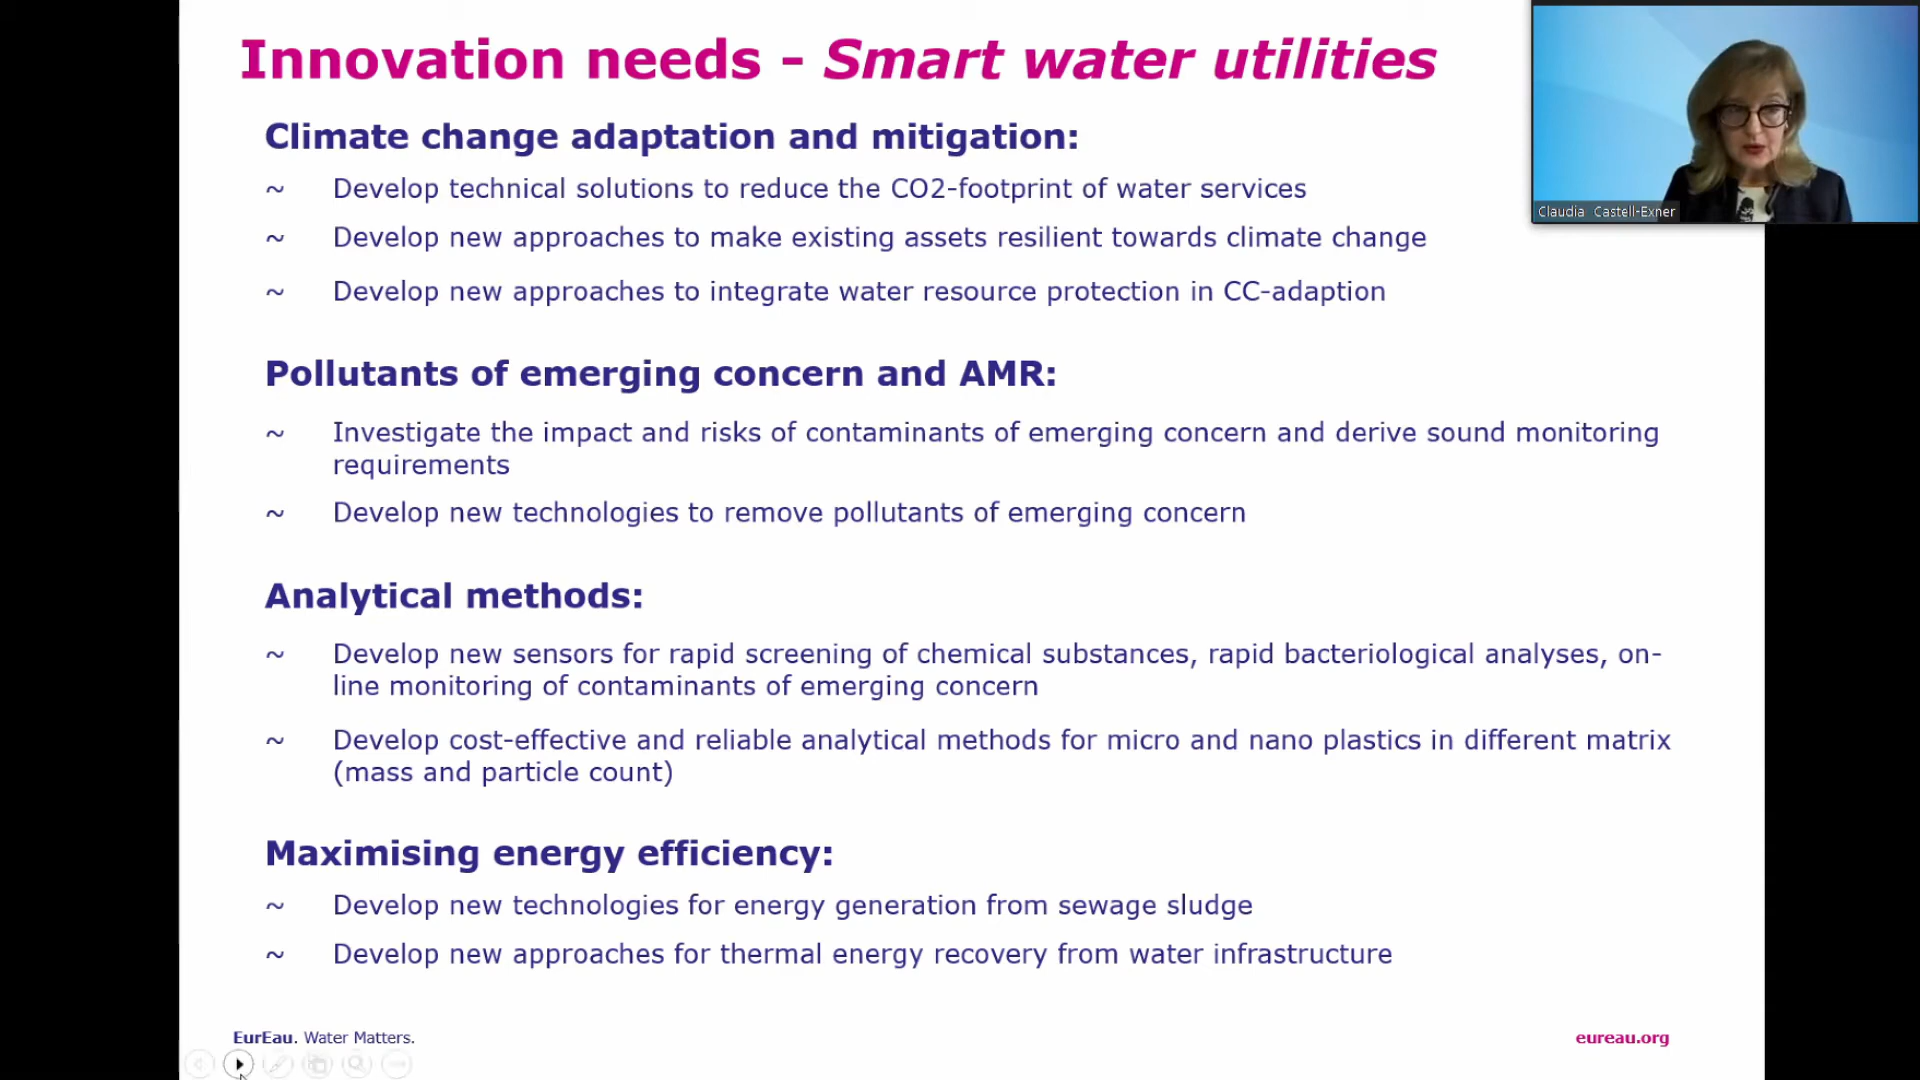 Innovation needs - Smart water utilities
Claudia Castell-Exner
Climate change adaptation and mitigation:
~ Develop technical solutions to reduce the CO2-footprint of water services
~ Develop new approaches to make existing assets resilient towards climate change
~ Develop new approaches to integrate water resource protection in CC-adaption
Pollutants of emerging concern and AMR:
~ Investigate the impact and risks of contaminants of emerging concern and derive sound monitoring
requirements
~ Develop new technologies to remove pollutants of emerging concern
Analytical methods:
~ Develop new sensors for rapid screening of chemical substances, rapid bacteriological analyses, on-
line monitoring of contaminants of emerging concern
~ Develop cost-effective and reliable analytical methods for micro and nano plastics in different matrix
(mass and particle count)
Maximising energy efficiency:
~ Develop new technologies for energy generation from sewage sludge
~ Develop new approaches for thermal energy recovery from water infrastructure
EurEau. Water Matters.
eureau.org